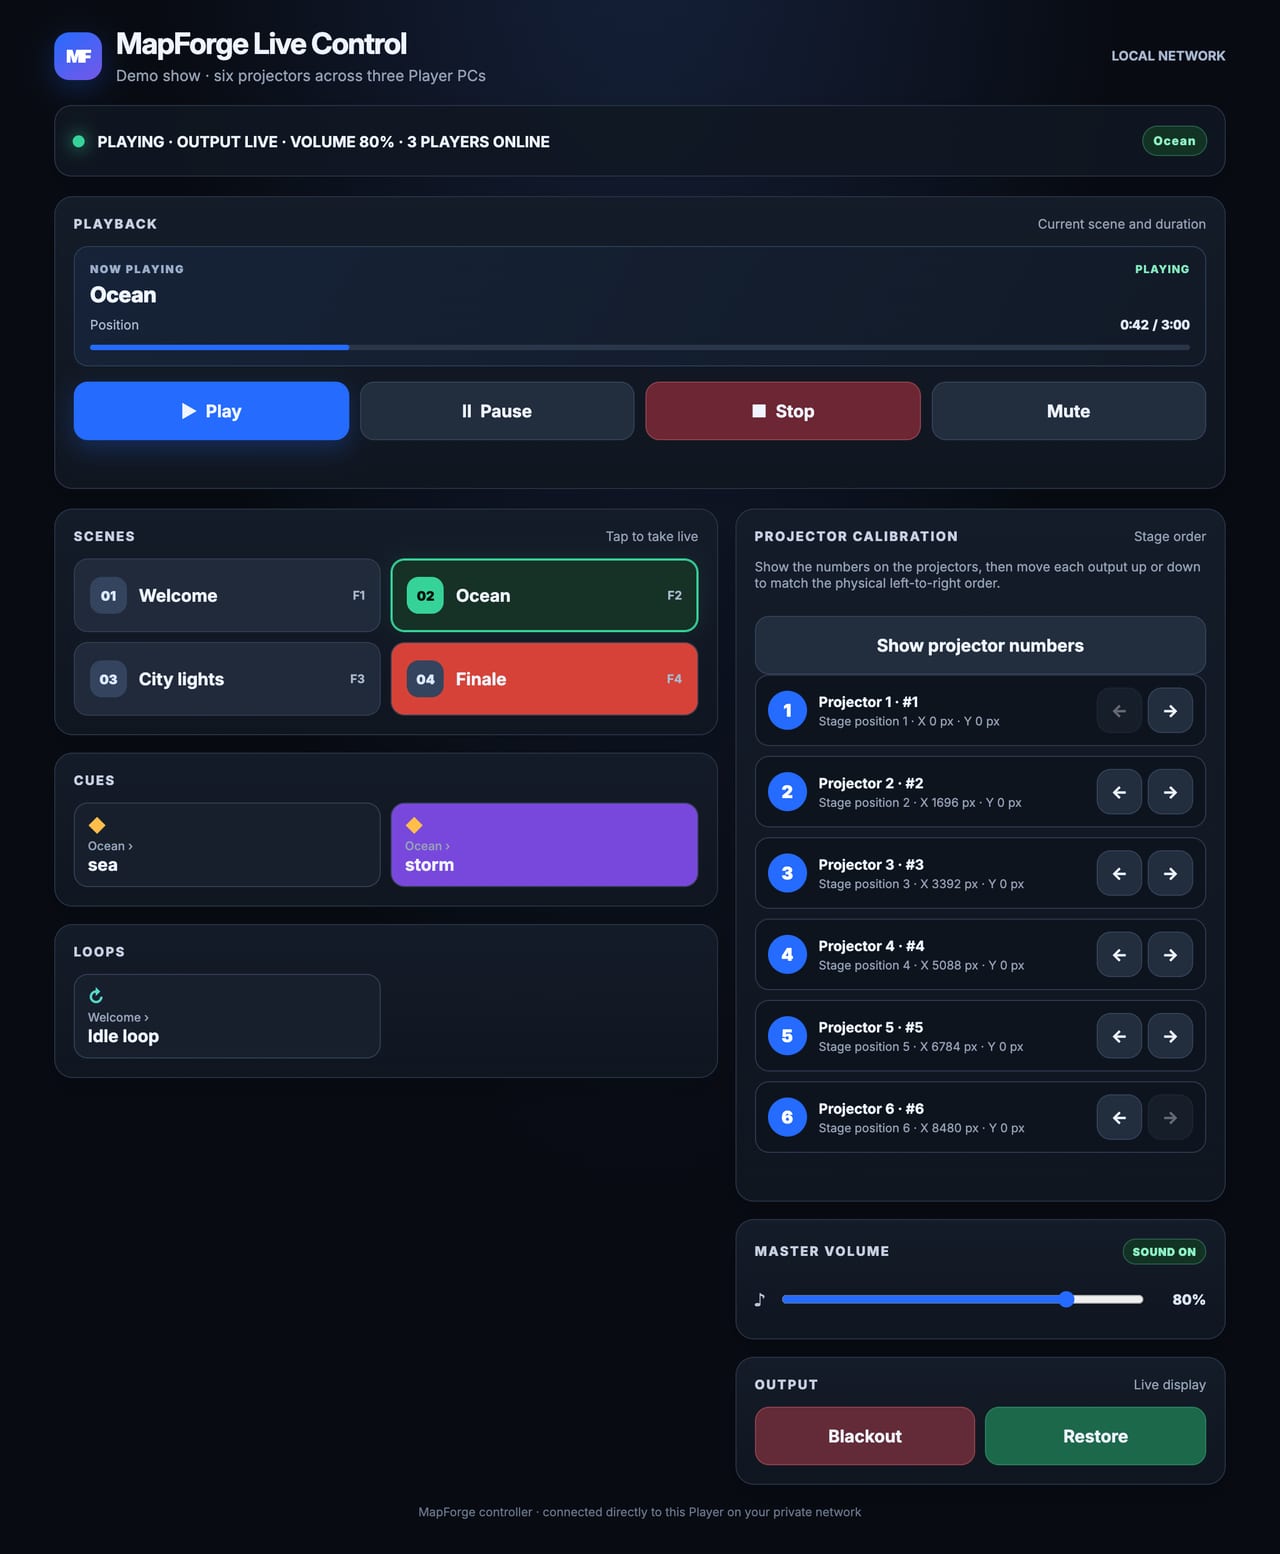 MF
MapForge Live Control
Demo show · six projectors across three Player PCs
LOCAL NETWORK
PLAYING · OUTPUT LIVE · VOLUME 80% · 3 PLAYERS ONLINE
Ocean
PLAYBACK
Current scene and duration
NOW PLAYING
PLAYING
Ocean
Position
0:42 / 3:00
Play
Pause
Stop
Mute
SCENES
Tap to take live
01 Welcome F1
02 Ocean F2
03 City lights F3
04 Finale F4
CUES
Ocean ›
sea
Ocean ›
storm
LOOPS
Welcome ›
Idle loop
PROJECTOR CALIBRATION
Stage order
Show the numbers on the projectors, then move each output up or down
to match the physical left-to-right order.
Show projector numbers
1
Projector 1 · #1
Stage position 1 · X 0 px · Y 0 px
← →
2
Projector 2 · #2
Stage position 2 · X 1696 px · Y 0 px
← →
3
Projector 3 · #3
Stage position 3 · X 3392 px · Y 0 px
← →
4
Projector 4 · #4
Stage position 4 · X 5088 px · Y 0 px
← →
5
Projector 5 · #5
Stage position 5 · X 6784 px · Y 0 px
← →
6
Projector 6 · #6
Stage position 6 · X 8480 px · Y 0 px
← →
MASTER VOLUME
SOUND ON
♪
80%
OUTPUT
Live display
Blackout
Restore
MapForge controller · connected directly to this Player on your private network